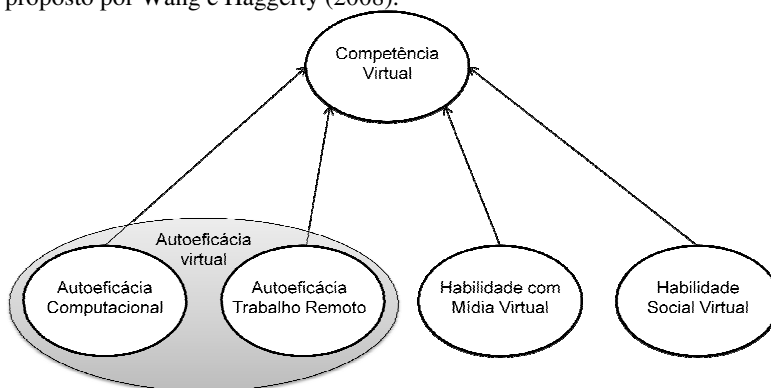 proposto por Wang e Haggerty (2008).
Competência
Virtual
Autoeficácia
virtual
Autoeficácia
Computacional
Autoeficácia
Trabalho Remoto
Habilidade com
Mídia Virtual
Habilidade
Social Virtual